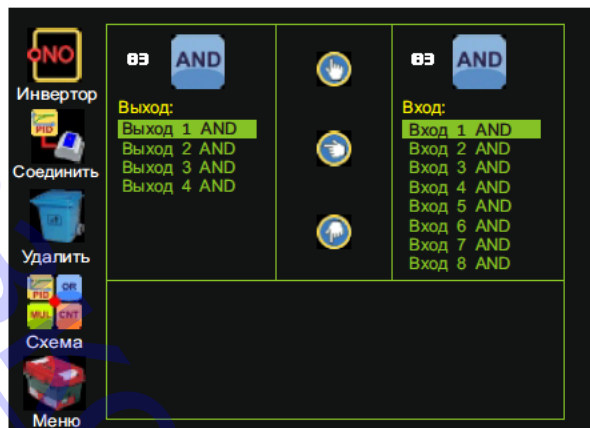 NO
Инвертор
PID
Соединить
Удалить
PID OR
MUL CNT
Схема
Меню
03 AND
Выход:
Выход 1 AND
Выход 2 AND
Выход 3 AND
Выход 4 AND
03 AND
Вход:
Вход 1 AND
Вход 2 AND
Вход 3 AND
Вход 4 AND
Вход 5 AND
Вход 6 AND
Вход 7 AND
Вход 8 AND